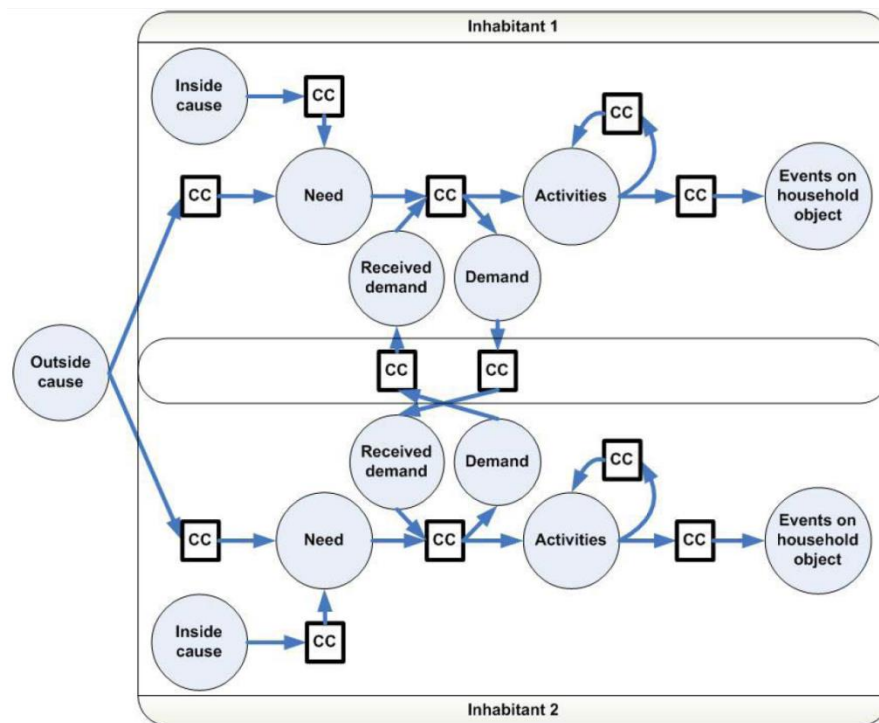 Inhabitant 1
Inside
cause
CC
CC
CC
Need
CC
Activities
CC
Events on
household
object
Received
demand
Demand
Outside
cause
CC
CC
Received
demand
Demand
CC
CC
Need
CC
Activities
CC
Events on
household
object
Inside
cause
CC
Inhabitant 2